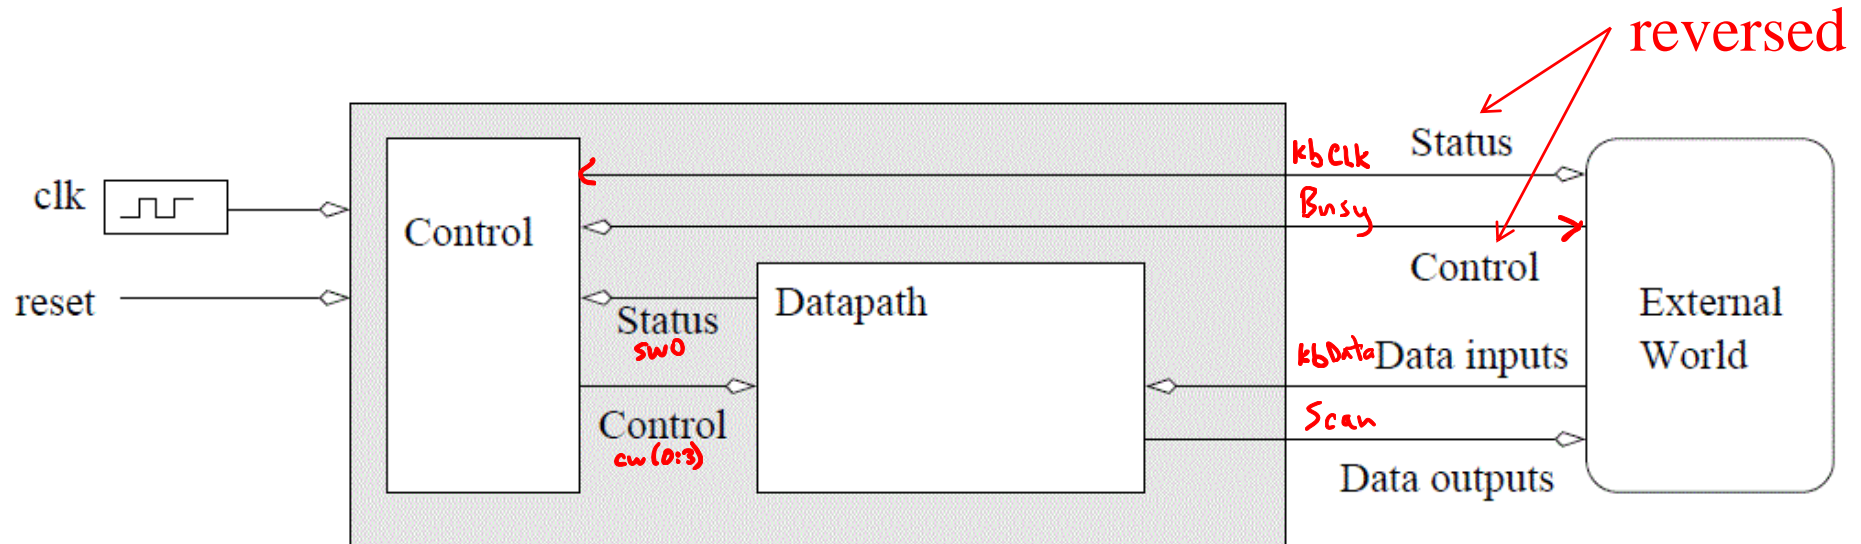 reversed
kbClk
Status
clk
Busy
Control
Control
reset
Datapath
External
World
Status
sw0
kbData
Data inputs
Scan
Control
cw(0:3)
Data outputs